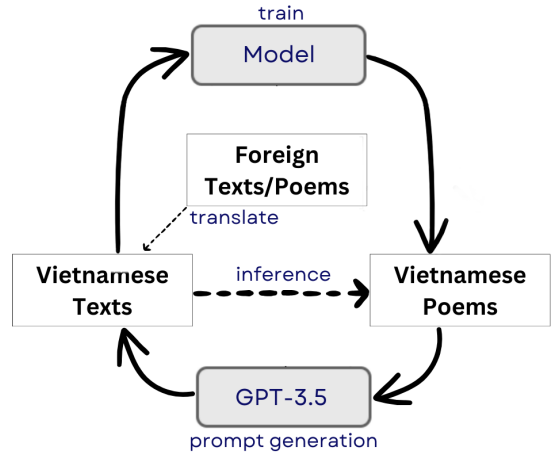 train
Model
Foreign
Texts/Poems
translate
Vietnamese
Texts
inference
Vietnamese
Poems
GPT-3.5
prompt generation